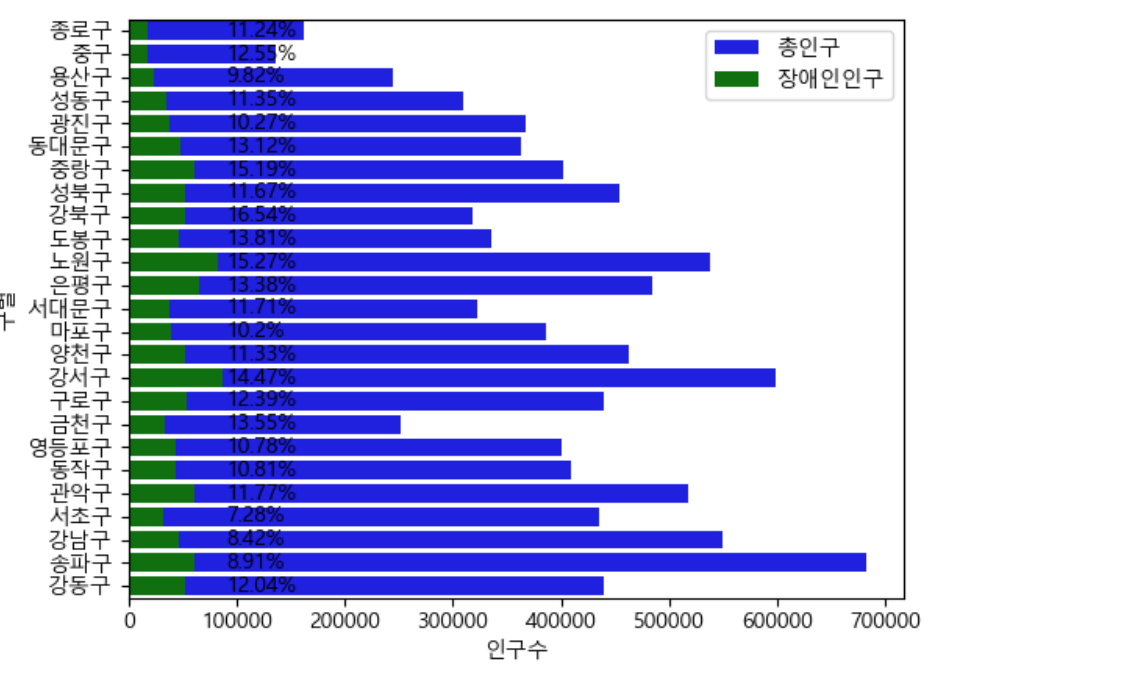 종로구 11.24%
중구 12.55%
용산구 9.82%
성동구 11.35%
광진구 10.27%
동대문구 13.12%
중랑구 15.19%
성북구 11.67%
강북구 16.54%
도봉구 13.81%
노원구 15.27%
은평구 13.38%
서대문구 11.71%
마포구 10.2%
양천구 11.33%
강서구 14.47%
구로구 12.39%
금천구 13.55%
영등포구 10.78%
동작구 10.81%
관악구 11.77%
서초구 7.28%
강남구 8.42%
송파구 8.91%
강동구 12.04%
총인구
장애인인구
0 100000 200000 300000 400000 500000 600000 700000
인구수